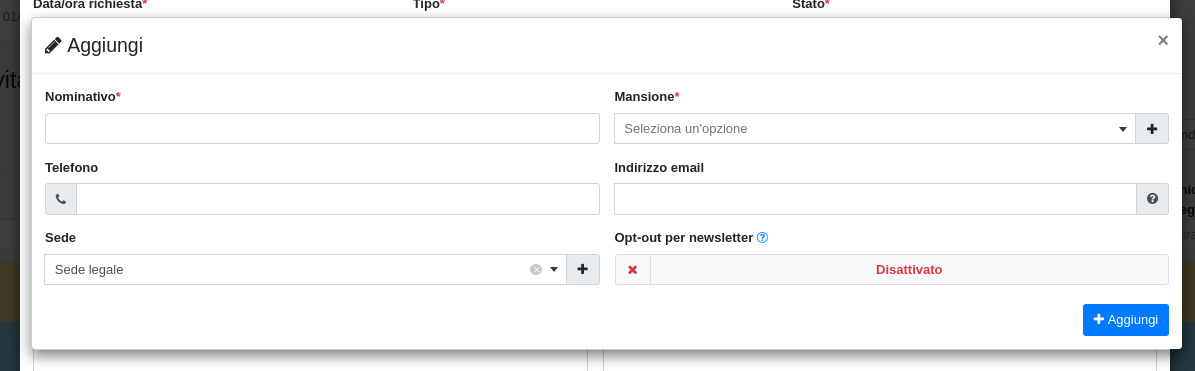 Data/ora richiesta* Tipo* Stato*
Aggiungi ×
Nominativo* Mansione*
Seleziona un'opzione
Telefono Indirizzo email
Sede Opt-out per newsletter
Sede legale Disattivato
Aggiungi